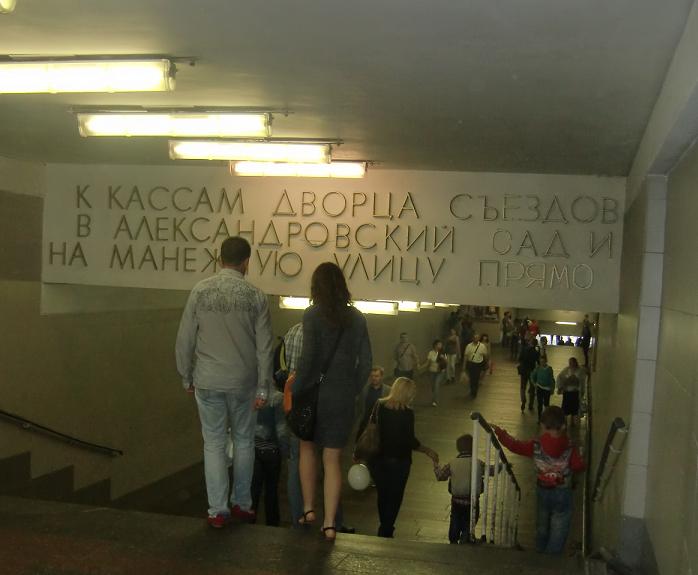 К КАССАМ ДВОРЦА СЪЕЗДОВ
В АЛЕКСАНДРОВСКИЙ САД И
НА МАНЕЖНУЮ УЛИЦУ ПРЯМО